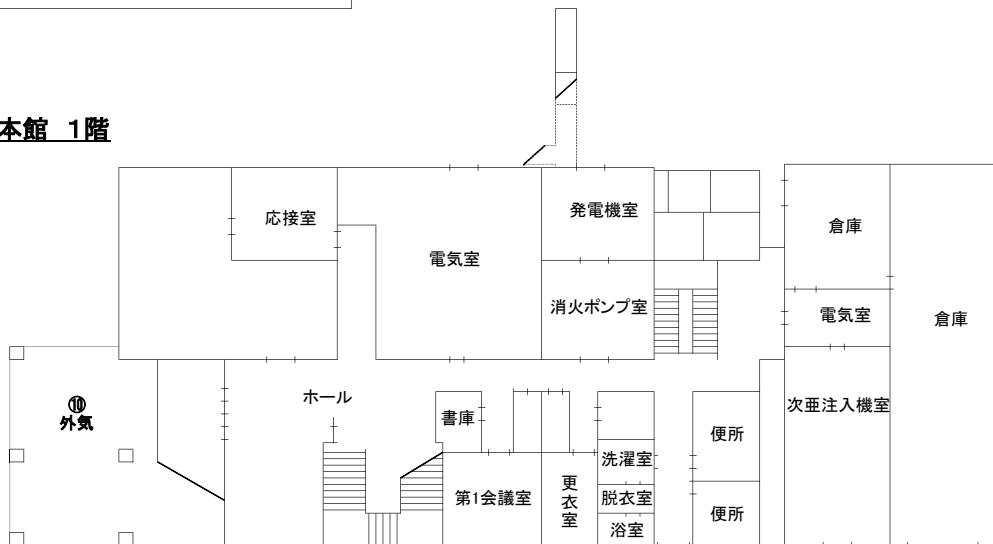 本館 1階
応接室
電気室
発電機室
消火ポンプ室
倉庫
電気室
倉庫
⑩
外気
ホール
書庫
次亜注入機室
便所
洗濯室
第1会議室
更衣室
脱衣室
便所
浴室